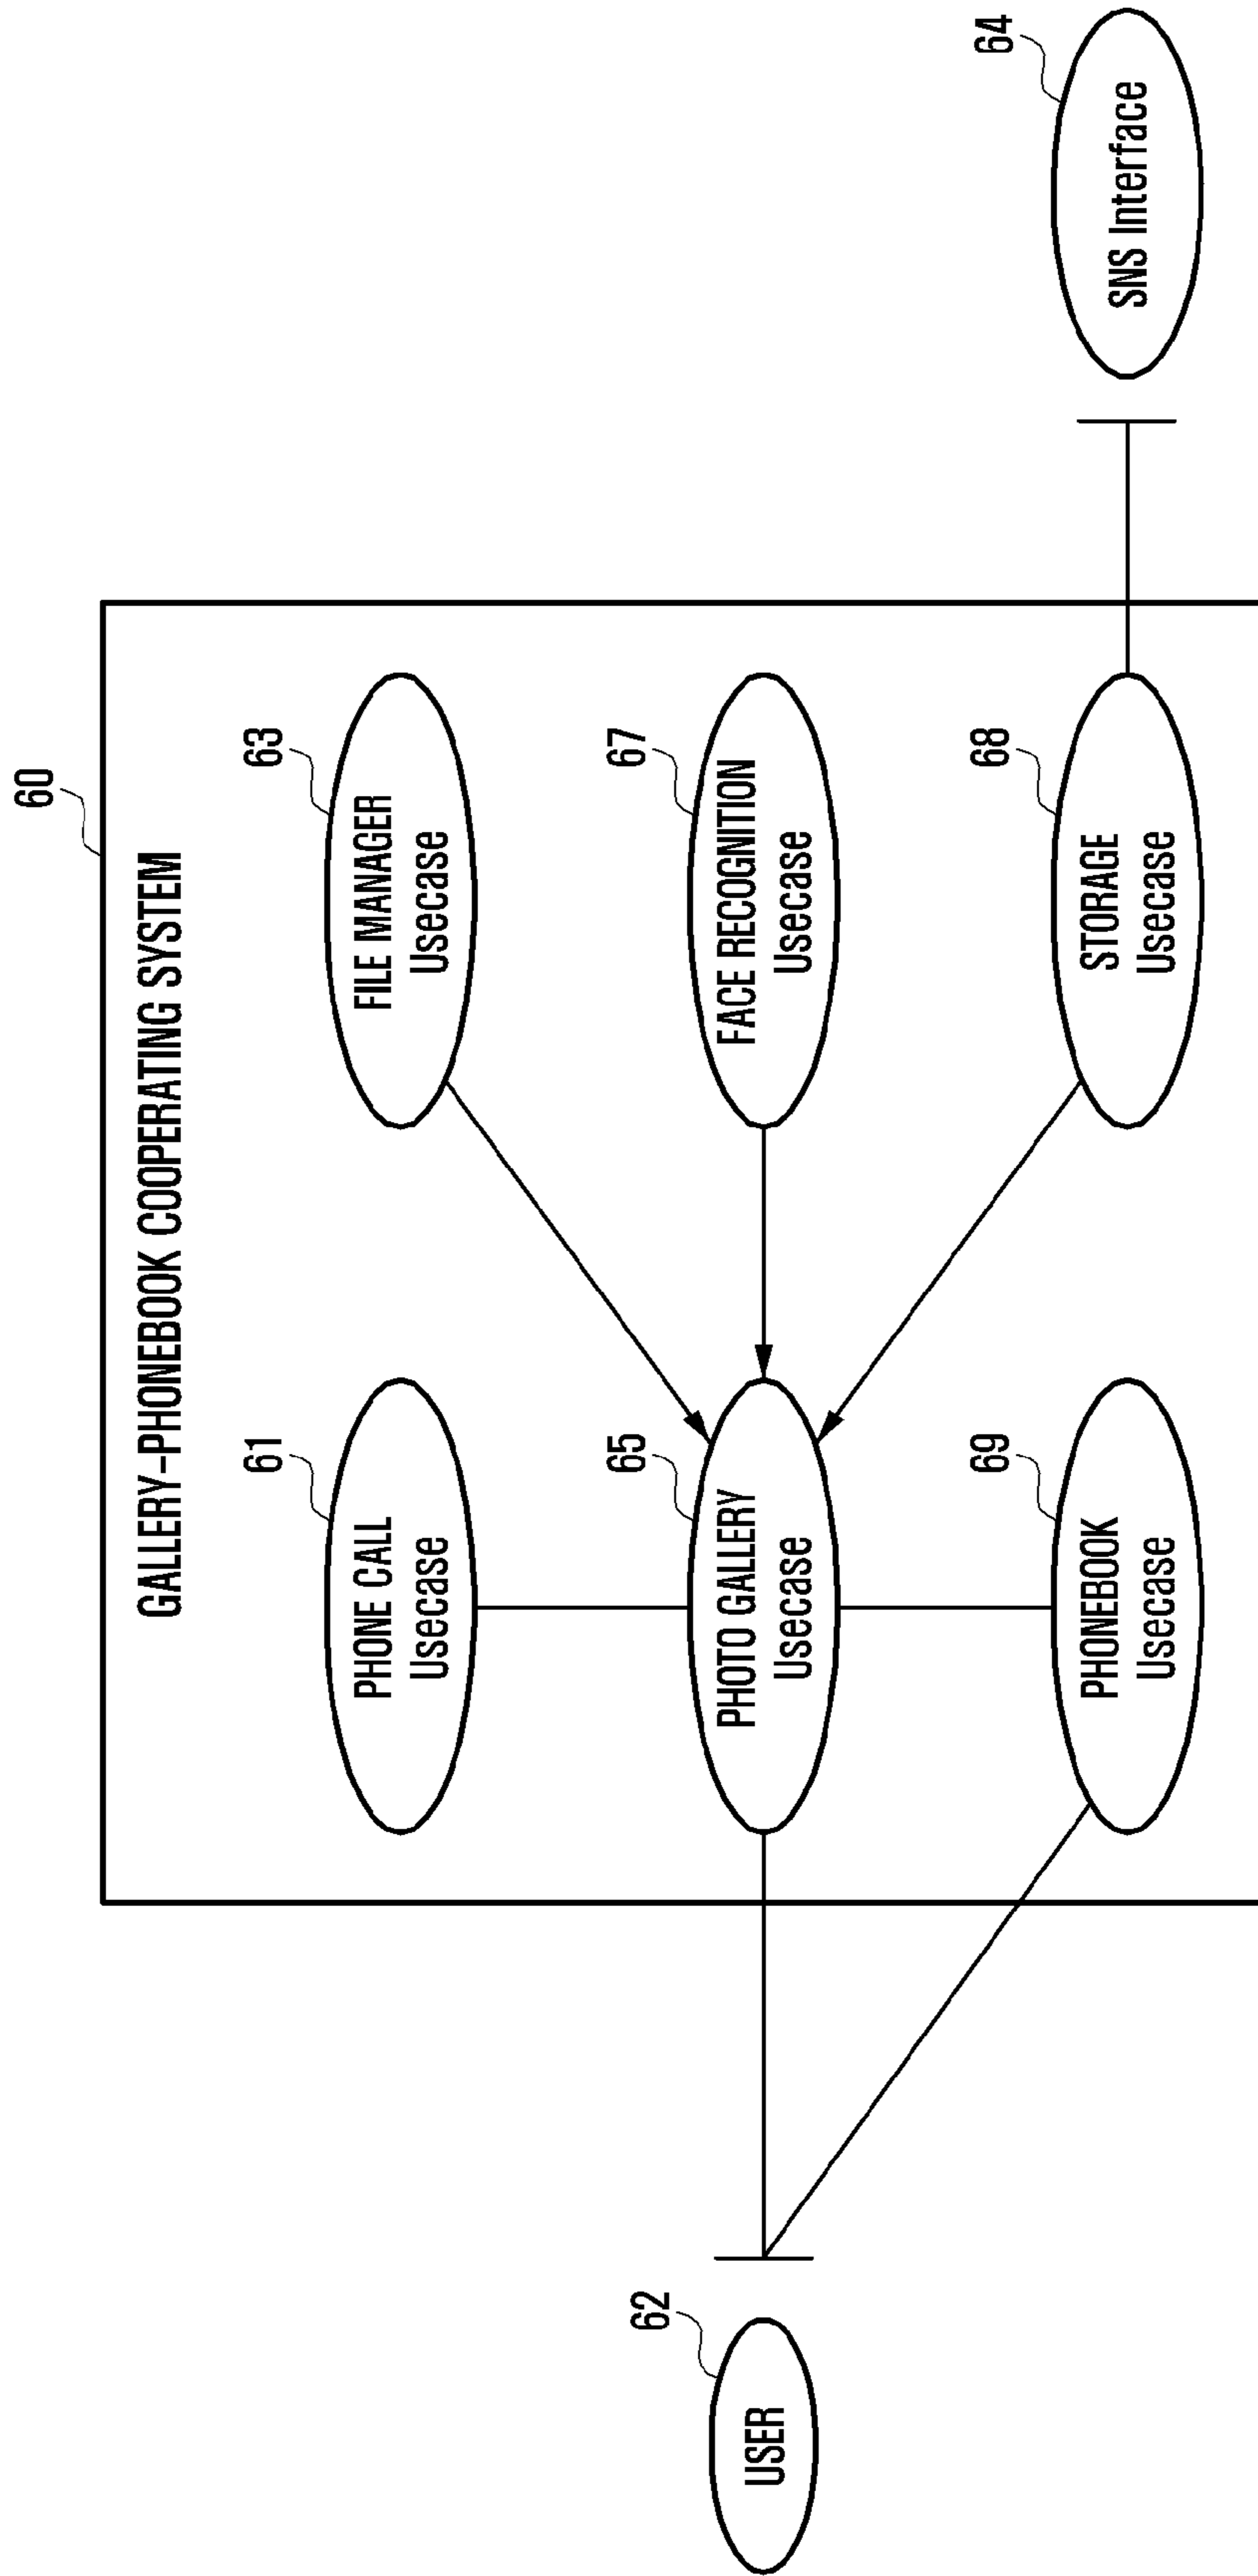 60
GALLERY-PHONEBOOK COOPERATING SYSTEM
61
PHONE CALL
Usecase
63
FILE MANAGER
Usecase
62
USER
65
PHOTO GALLERY
Usecase
67
FACE RECOGNITION
Usecase
69
PHONEBOOK
Usecase
68
STORAGE
Usecase
64
SNS Interface